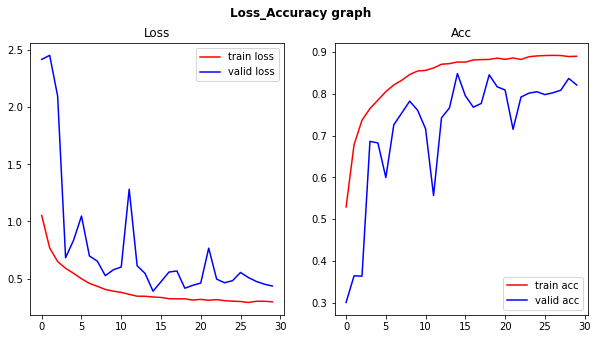 Loss_Accuracy graph
Loss
train loss
valid loss
2.5
2.0
1.5
1.0
0.5
0 5 10 15 20 25 30
Acc
0.9
0.8
0.7
0.6
0.5
0.4
0.3
train acc
valid acc
0 5 10 15 20 25 30